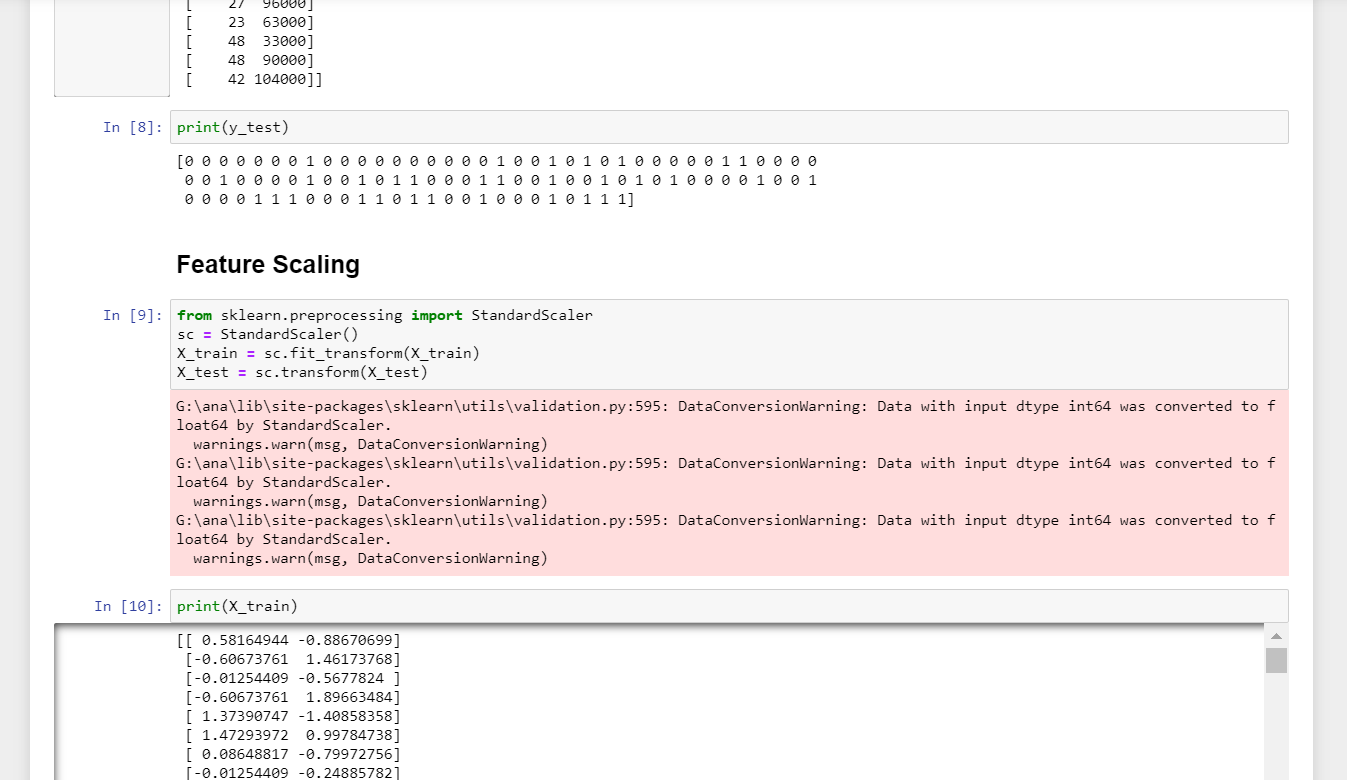 [    27  96000]
[    23  63000]
[    48  33000]
[    48  90000]
[    42 104000]]
In [8]: print(y_test)
[0 0 0 0 0 0 0 1 0 0 0 0 0 0 0 0 0 0 1 0 0 1 0 1 0 1 0 0 0 0 0 1 1 0 0 0 0
 0 0 1 0 0 0 0 1 0 0 1 0 1 1 0 0 0 1 1 0 0 1 0 0 1 0 1 0 1 0 0 0 0 1 0 0 1
 0 0 0 0 1 1 1 0 0 0 1 1 0 1 1 0 0 1 0 0 0 1 0 1 1 1]
Feature Scaling
In [9]: from sklearn.preprocessing import StandardScaler
sc = StandardScaler()
X_train = sc.fit_transform(X_train)
X_test = sc.transform(X_test)
G:\ana\lib\site-packages\sklearn\utils\validation.py:595: DataConversionWarning: Data with input dtype int64 was converted to f
loat64 by StandardScaler.
  warnings.warn(msg, DataConversionWarning)
G:\ana\lib\site-packages\sklearn\utils\validation.py:595: DataConversionWarning: Data with input dtype int64 was converted to f
loat64 by StandardScaler.
  warnings.warn(msg, DataConversionWarning)
G:\ana\lib\site-packages\sklearn\utils\validation.py:595: DataConversionWarning: Data with input dtype int64 was converted to f
loat64 by StandardScaler.
  warnings.warn(msg, DataConversionWarning)
In [10]: print(X_train)
[[ 0.58164944 -0.88670699]
 [-0.60673761  1.46173768]
 [-0.01254409 -0.5677824 ]
 [-0.60673761  1.89663484]
 [ 1.37390747 -1.40858358]
 [ 1.47293972  0.99784738]
 [ 0.08648817 -0.79972756]
 [-0.01254409 -0.24885782]